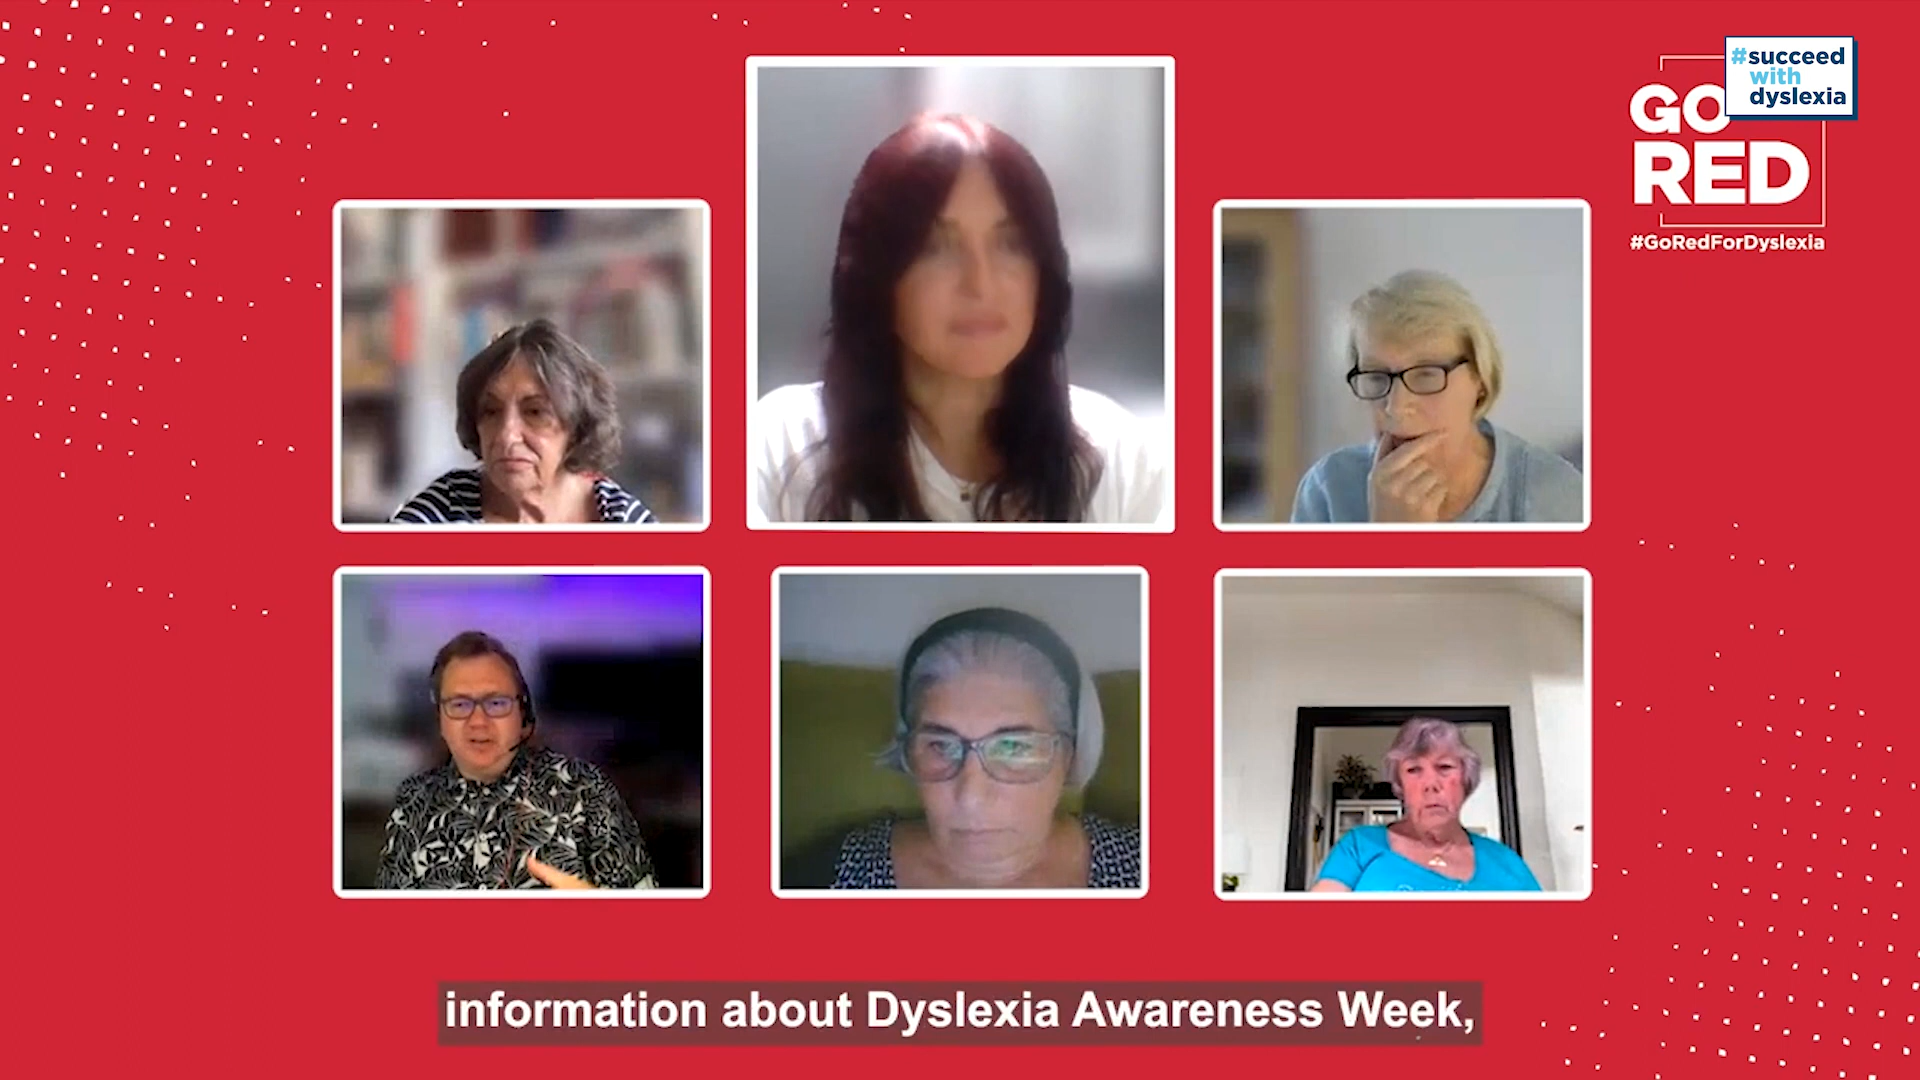 #succeed
with
dyslexia
GO
RED
#GoRedForDyslexia
information about Dyslexia Awareness Week,